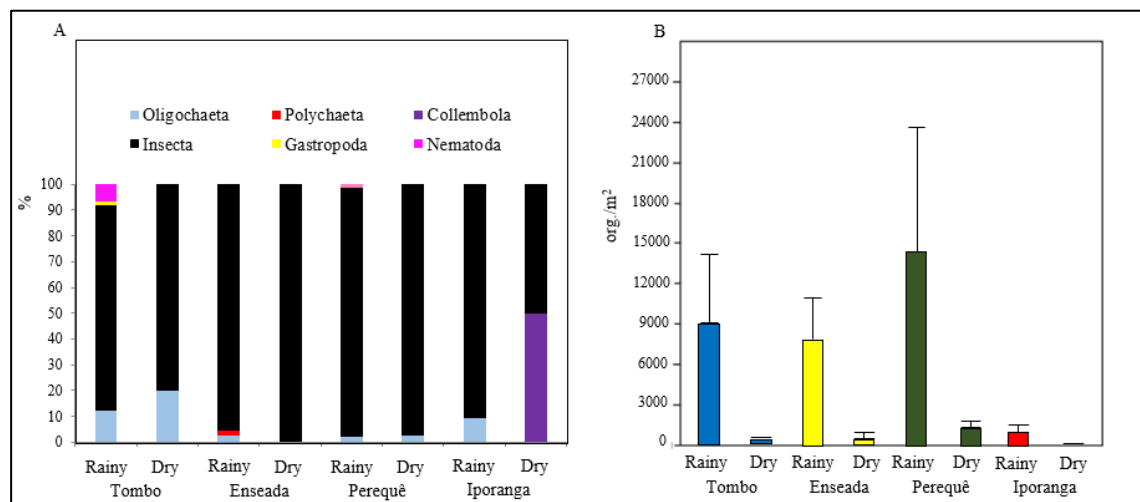 A
Oligochaeta Polychaeta Collembola
Insecta Gastropoda Nematoda
100
90
80
70
60
50
40
30
20
10
0
%
Rainy Dry Rainy Dry Rainy Dry Rainy Dry
Tombo Enseada Perequê Iporanga
B
27000
24000
21000
18000
15000
12000
9000
6000
3000
0
org./m²
Rainy Dry Rainy Dry Rainy Dry Rainy Dry
Tombo Enseada Perequê Iporanga